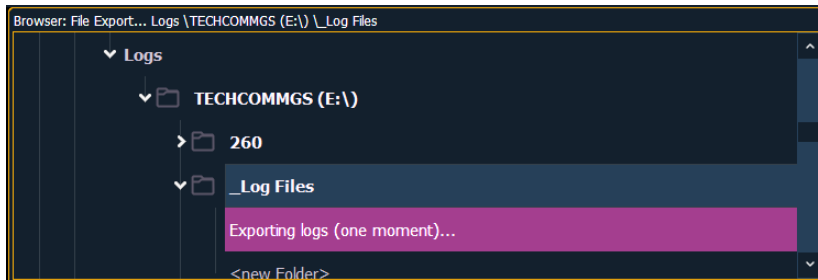 Browser: File Export... Logs \TECHCOMMGS (E:\) \_Log Files
Logs
TECHCOMMGS (E:\)
260
_Log Files
Exporting logs (one moment)...
<new Folder>